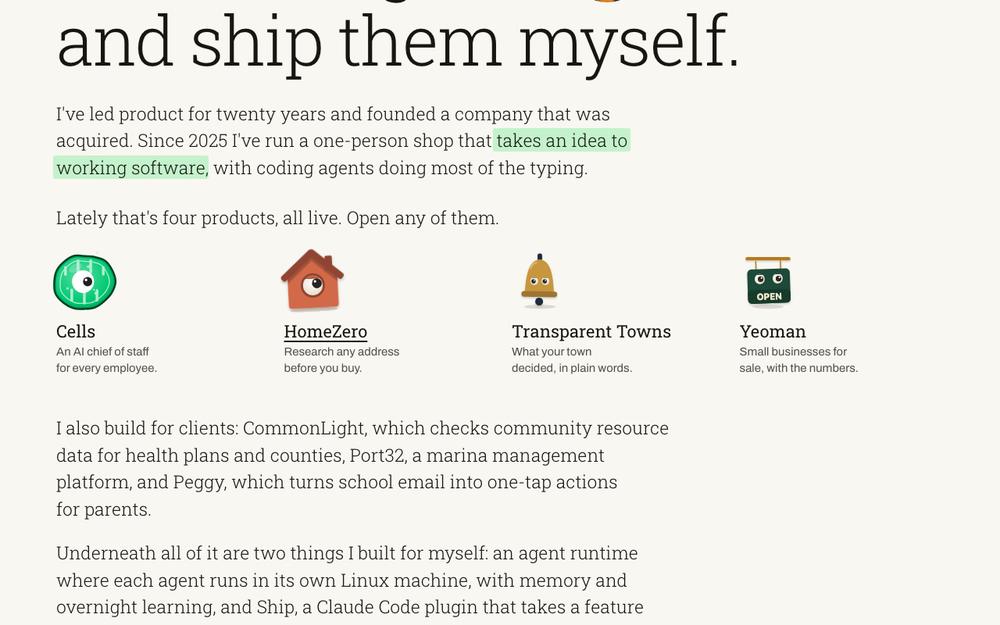 and ship them myself.
I've led product for twenty years and founded a company that was
acquired. Since 2025 I've run a one-person shop that takes an idea to
working software, with coding agents doing most of the typing.
Lately that's four products, all live. Open any of them.
OPEN
Cells
An AI chief of staff
for every employee.
HomeZero
Research any address
before you buy.
Transparent Towns
What your town
decided, in plain words.
Yeoman
Small businesses for
sale, with the numbers.
I also build for clients: CommonLight, which checks community resource
data for health plans and counties, Port32, a marina management
platform, and Peggy, which turns school email into one-tap actions
for parents.
Underneath all of it are two things I built for myself: an agent runtime
where each agent runs in its own Linux machine, with memory and
overnight learning, and Ship, a Claude Code plugin that takes a feature